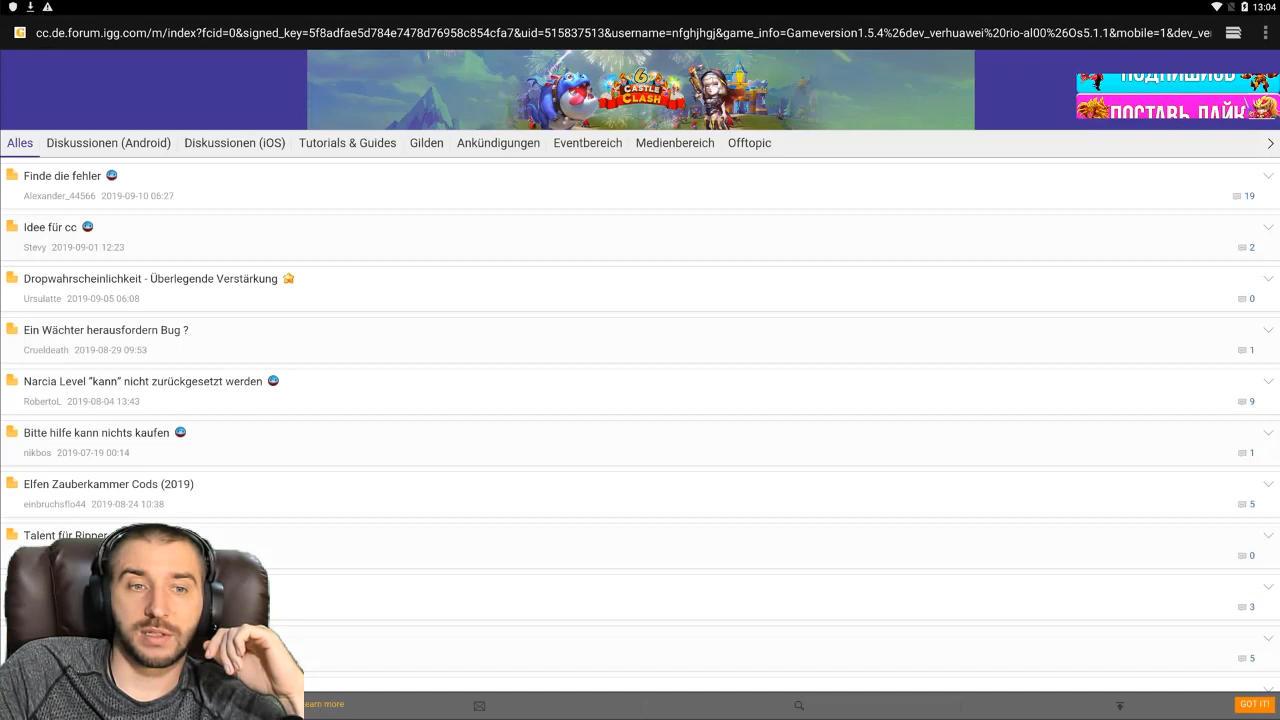 13:04
cc.de.forum.igg.com/m/index?fcid=0&signed_key=5f8adfae5d784e7478d76958c854cfa7&uid=515837513&username=nfghjhgj&game_info=Gameversion1.5.4%26dev_verhuawei%20rio-al00%26Os5.1.1&mobile=1&dev_ve
6
CASTLE
CLASH
ПОДПИШИСЬ
ПОСТАВЬ ЛАЙК
Alles Diskussionen (Android) Diskussionen (iOS) Tutorials & Guides Gilden Ankündigungen Eventbereich Medienbereich Offtopic
Finde die fehler
Alexander_44566 2019-09-10 06:27 19
Idee für cc
Stevy 2019-09-01 12:23 2
Dropwahrscheinlichkeit - Überlegende Verstärkung
Ursulatte 2019-09-05 06:08 0
Ein Wächter herausfordern Bug ?
Crueldeath 2019-08-29 09:53 1
Narcia Level "kann" nicht zurückgesetzt werden
RobertoL 2019-08-04 13:43 9
Bitte hilfe kann nichts kaufen
nikbos 2019-07-19 00:14 1
Elfen Zauberkammer Cods (2019)
einbruchsflo44 2019-08-24 10:38 5
Talent für Ripper
0
3
5
earn more GOT IT!